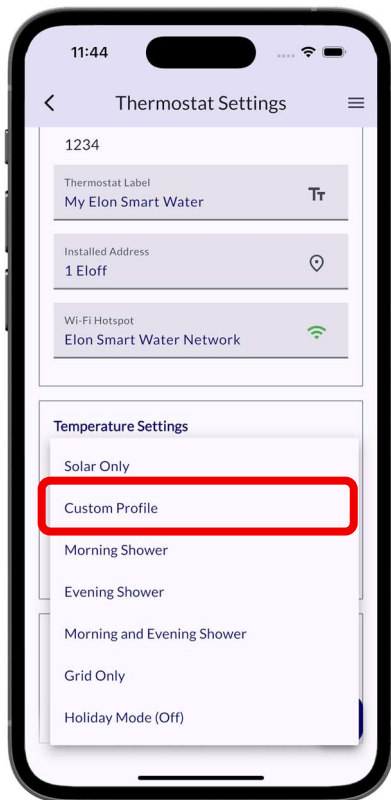 11:44
Thermostat Settings
1234
Thermostat Label
My Elon Smart Water
Tт
Installed Address
1 Eloff
Wi-Fi Hotspot
Elon Smart Water Network
Temperature Settings
Solar Only
Custom Profile
Morning Shower
Evening Shower
Morning and Evening Shower
Grid Only
Holiday Mode (Off)